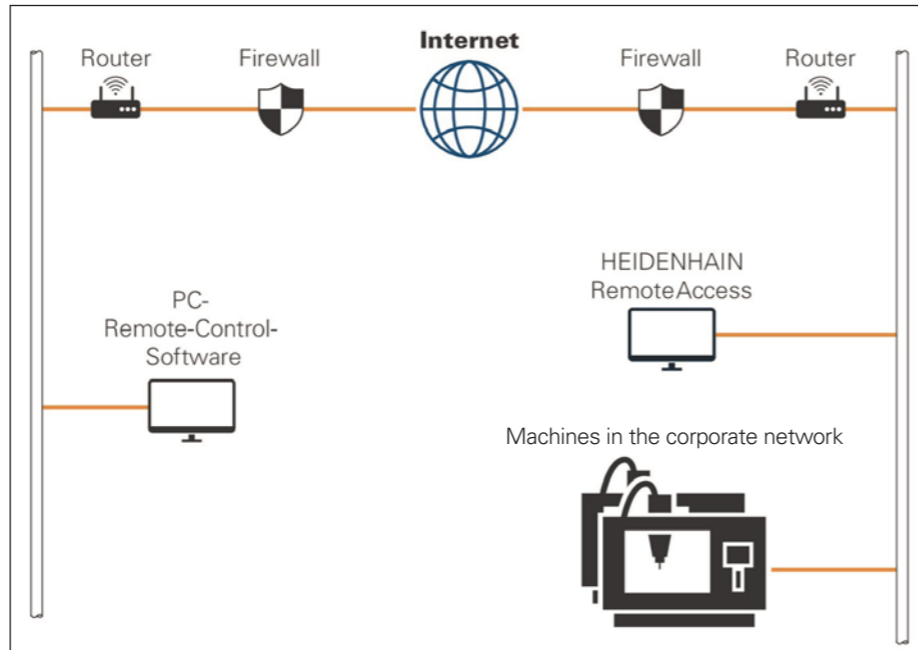 Internet
Router
Firewall
Firewall
Router
HEIDENHAIN
RemoteAccess
PC-
Remote-Control-
Software
Machines in the corporate network